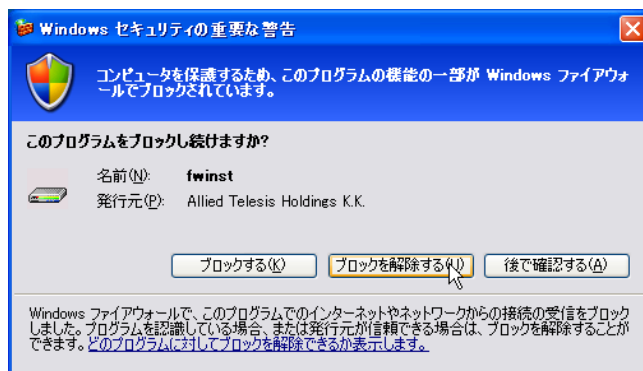 Windows セキュリティの重要な警告
コンピュータを保護するため、このプログラムの機能の一部が Windows ファイアウォ
ールでブロックされています。
このプログラムをブロックし続けますか?
名前(N): fwinst
発行元(P): Allied Telesis Holdings K.K.
ブロックする(K) ブロックを解除する(U) 後で確認する(A)
Windows ファイアウォールで、このプログラムでのインターネットやネットワークからの接続の受信をブロック
しました。プログラムを認識している場合、または発行元が信頼できる場合は、ブロックを解除することが
できます。どのプログラムに対してブロックを解除できるか表示します。